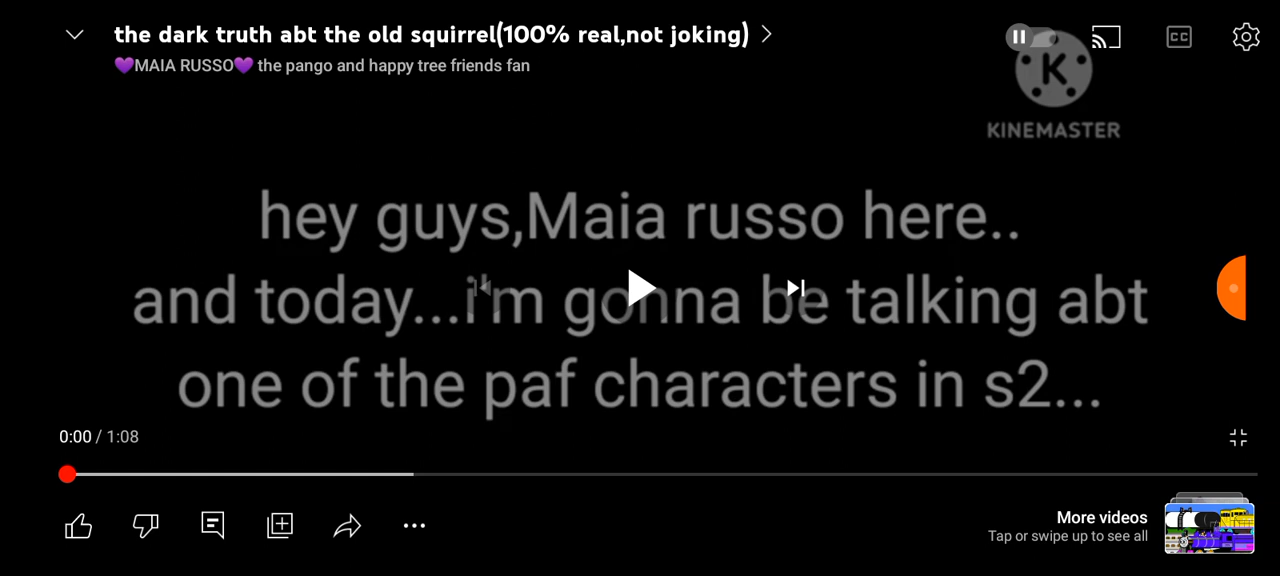 the dark truth abt the old squirrel(100% real,not joking)
💜MAIA RUSSO💜 the pango and happy tree friends fan
CC
K
KINEMASTER
hey guys,Maia russo here..
and today...i'm gonna be talking abt
one of the paf characters in s2...
0:00 / 1:08
More videos
Tap or swipe up to see all